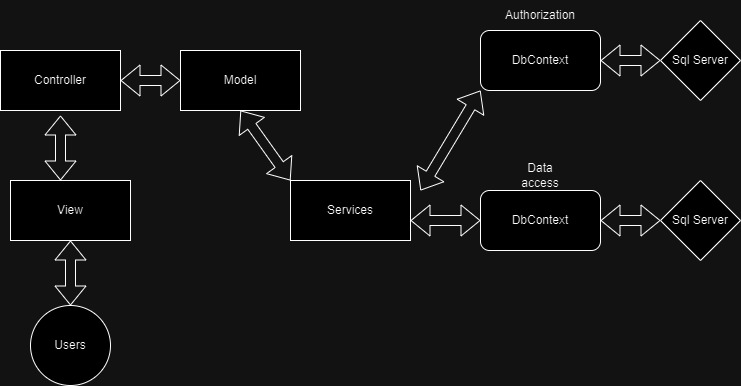 Authorization
Controller
Model
DbContext
Sql Server
Data
access
View
Services
DbContext
Sql Server
Users